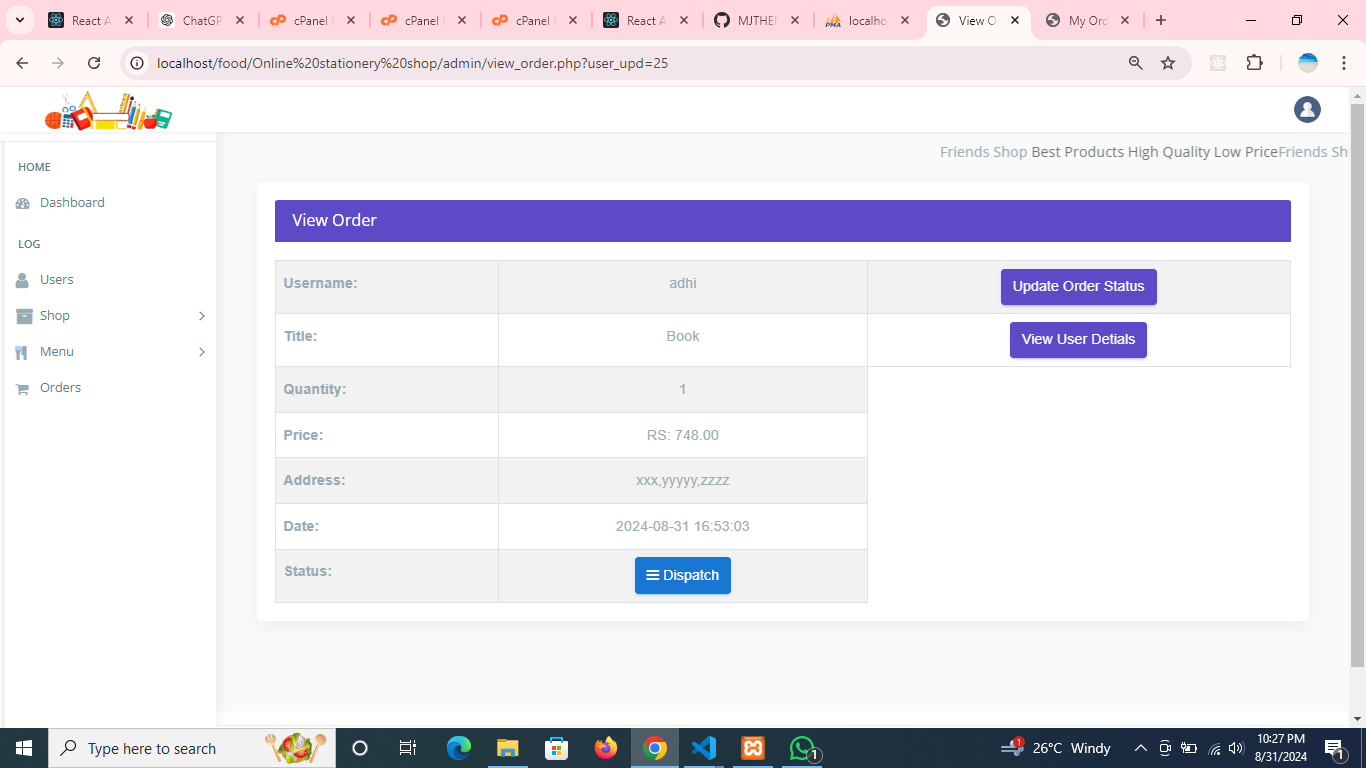 React A
ChatGP
cPanel
cPanel
cPanel
React A
MJTHE
localho
View O
My Ord
localhost/food/Online%20stationery%20shop/admin/view_order.php?user_upd=25
Friends Shop Best Products High Quality Low PriceFriends Sh
HOME
Dashboard
LOG
Users
Shop
Menu
Orders
View Order
Username: adhi Update Order Status
Title: Book View User Detials
Quantity: 1
Price: RS: 748.00
Address: xxx,yyyyy,zzzz
Date: 2024-08-31 16:53:03
Status: Dispatch
Type here to search
1
1
26°C Windy
10:27 PM
8/31/2024
1